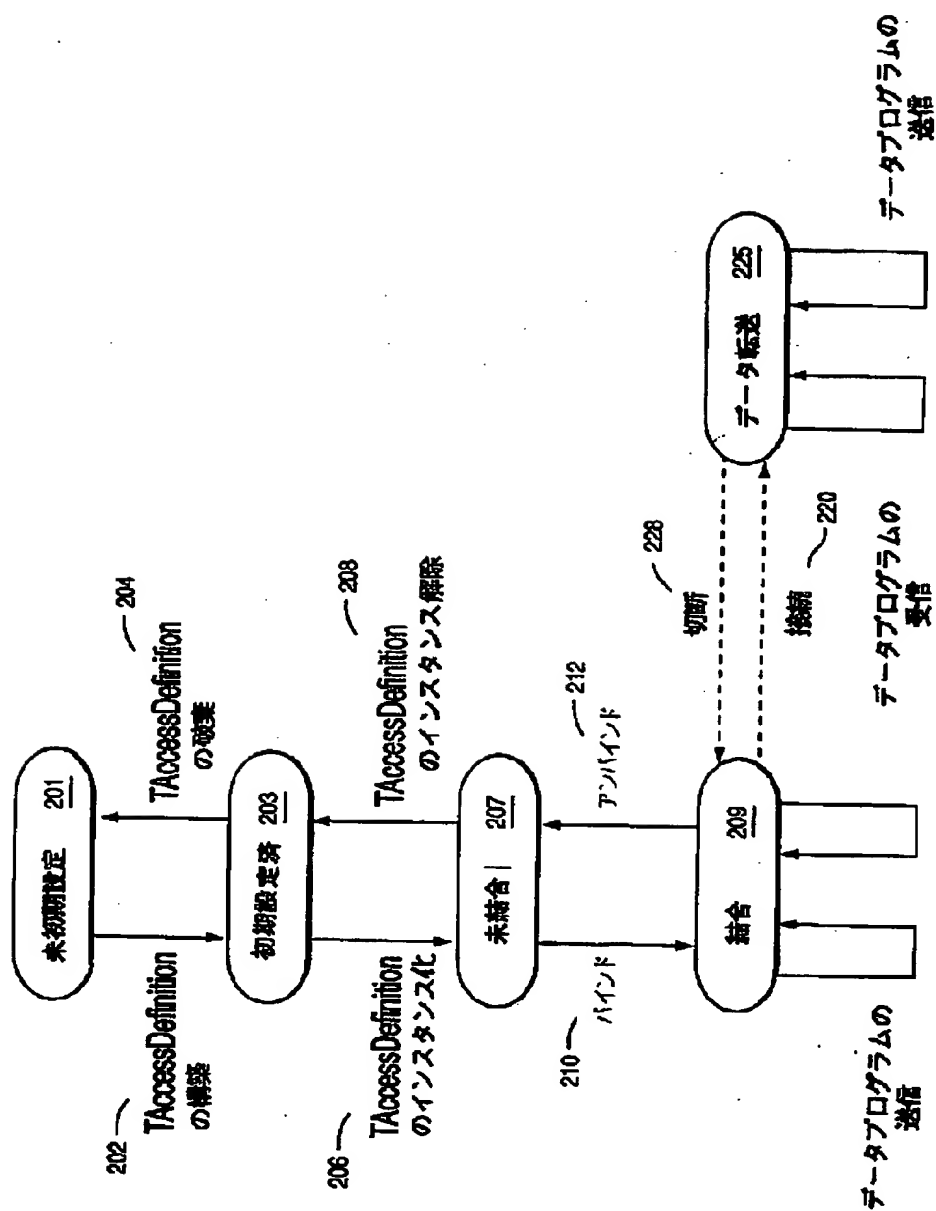 未初期設定 201
202
TAccessDefinition
の構築
204
TAccessDefinition
の破棄
初期設定済 203
206
TAccessDefinition
のインスタンス化
208
TAccessDefinition
のインスタンス解除
未結合 207
210
バインド
212
アンバインド
結合 209
228
切断
接続
220
データ転送 225
データプログラムの
送信
データプログラムの
受信
データプログラムの
送信